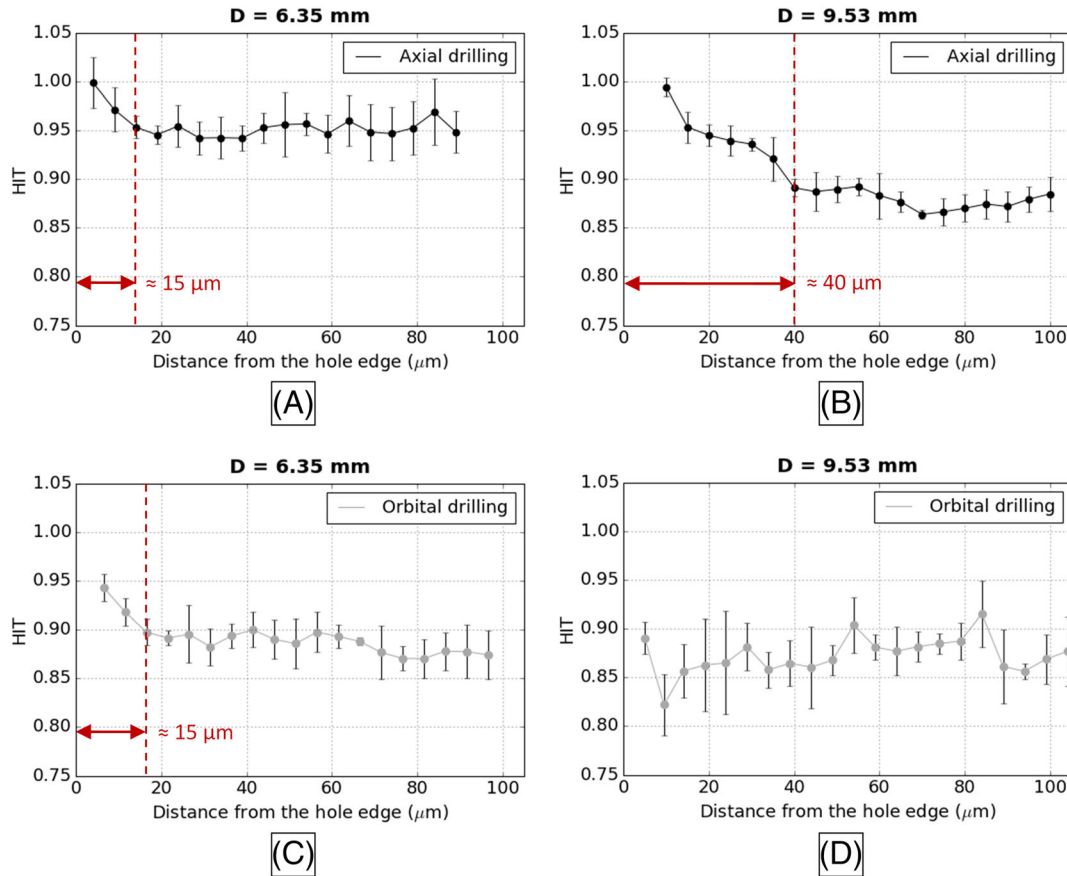 D = 6.35 mm
1.05
1.00
0.95
0.90
0.85
0.80
0.75
HIT
Axial drilling
≈ 15 μm
0
20
40
60
80
100
Distance from the hole edge (μm)
(A)
D = 9.53 mm
1.05
1.00
0.95
0.90
0.85
0.80
0.75
HIT
Axial drilling
≈ 40 μm
0
20
40
60
80
100
Distance from the hole edge (μm)
(B)
D = 6.35 mm
1.05
1.00
0.95
0.90
0.85
0.80
0.75
HIT
Orbital drilling
≈ 15 μm
0
20
40
60
80
100
Distance from the hole edge (μm)
(C)
D = 9.53 mm
1.05
1.00
0.95
0.90
0.85
0.80
0.75
HIT
Orbital drilling
0
20
40
60
80
100
Distance from the hole edge (μm)
(D)